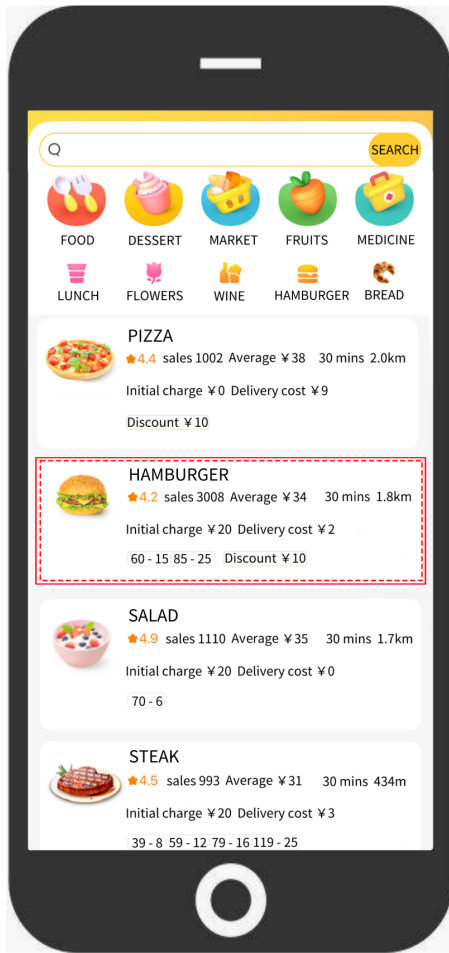 SEARCH
FOOD DESSERT MARKET FRUITS MEDICINE
LUNCH FLOWERS WINE HAMBURGER BREAD
PIZZA
4.4 sales 1002 Average ¥38 30 mins 2.0km
Initial charge ¥0 Delivery cost ¥9
Discount ¥10
HAMBURGER
4.2 sales 3008 Average ¥34 30 mins 1.8km
Initial charge ¥20 Delivery cost ¥2
60 - 15 85 - 25 Discount ¥10
SALAD
4.9 sales 1110 Average ¥35 30 mins 1.7km
Initial charge ¥20 Delivery cost ¥0
70 - 6
STEAK
4.5 sales 993 Average ¥31 30 mins 434m
Initial charge ¥20 Delivery cost ¥3
39 - 8 59 - 12 79 - 16 119 - 25